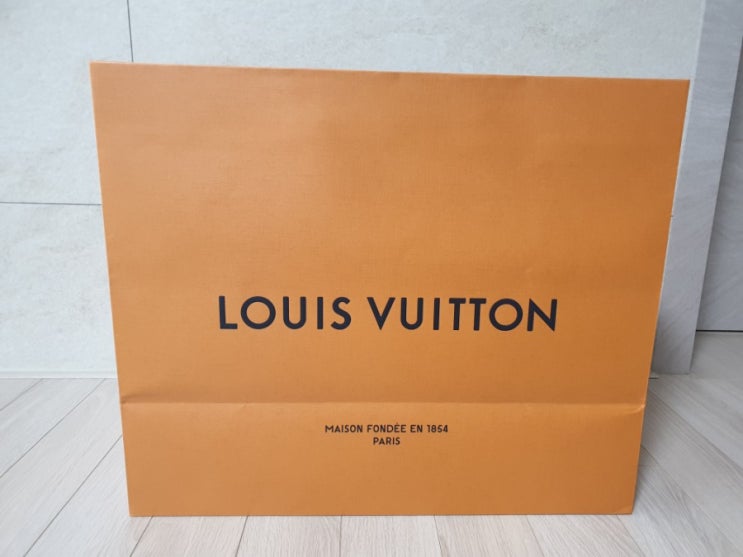 LOUIS VUITTON
MAISON FONDÉE EN 1854
PARIS